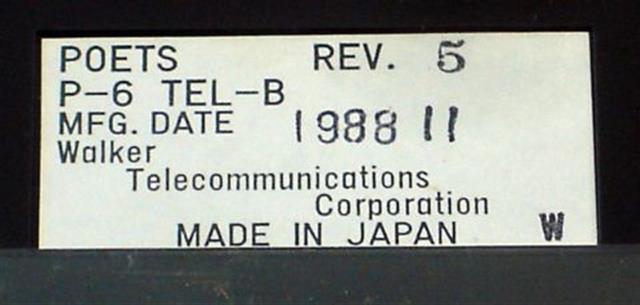 POETS REV. 5
P-6 TEL-B
MFG. DATE 1988 11
Walker
Telecommunications
Corporation
MADE IN JAPAN W